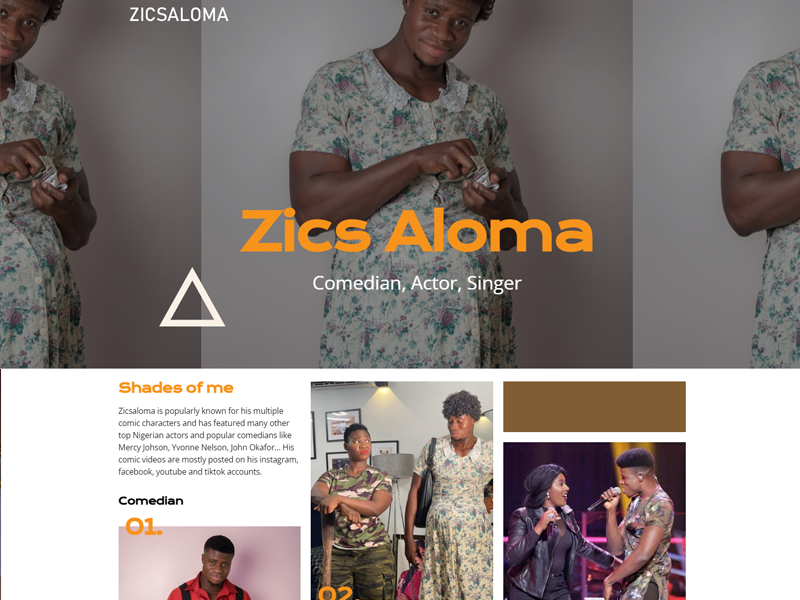 ZICSALOMA
Zics Aloma
Comedian, Actor, Singer
Shades of me
Zicsaloma is popularly known for his multiple
comic characters and has featured many other
top Nigerian actors and popular comedians like
Mercy Johson, Yvonne Nelson, John Okafor... His
comic videos are mostly posted on his instagram,
facebook, youtube and tiktok accounts.
Comedian
01.
02.